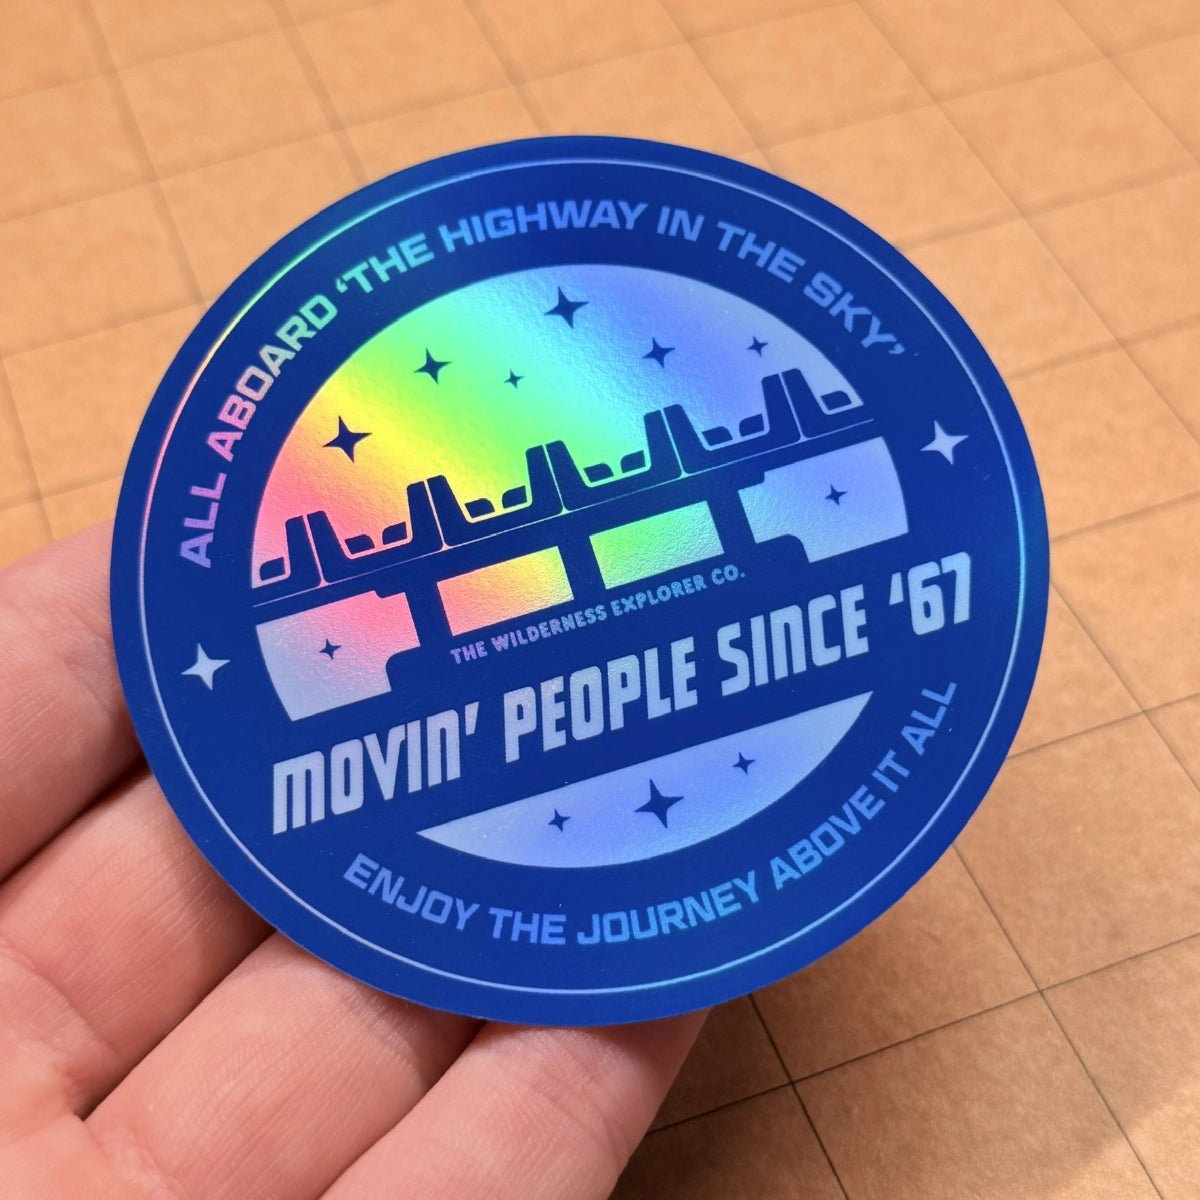 ALL ABOARD ‘THE HIGHWAY IN THE SKY’
THE WILDERNESS EXPLORER CO.
MOVIN’ PEOPLE SINCE ‘67
ENJOY THE JOURNEY ABOVE IT ALL